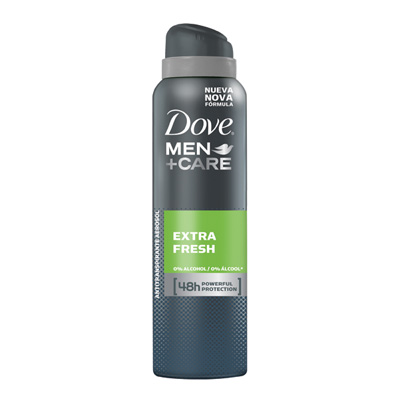 NUEVA
NOVA
FÓRMULA
Dove
MEN
+CARE
ANTITRANSPIRANTE AEROSOL
EXTRA
FRESH
0% ALCOHOL / 0% ÁLCOOL*
[48h POWERFUL
PROTECTION]